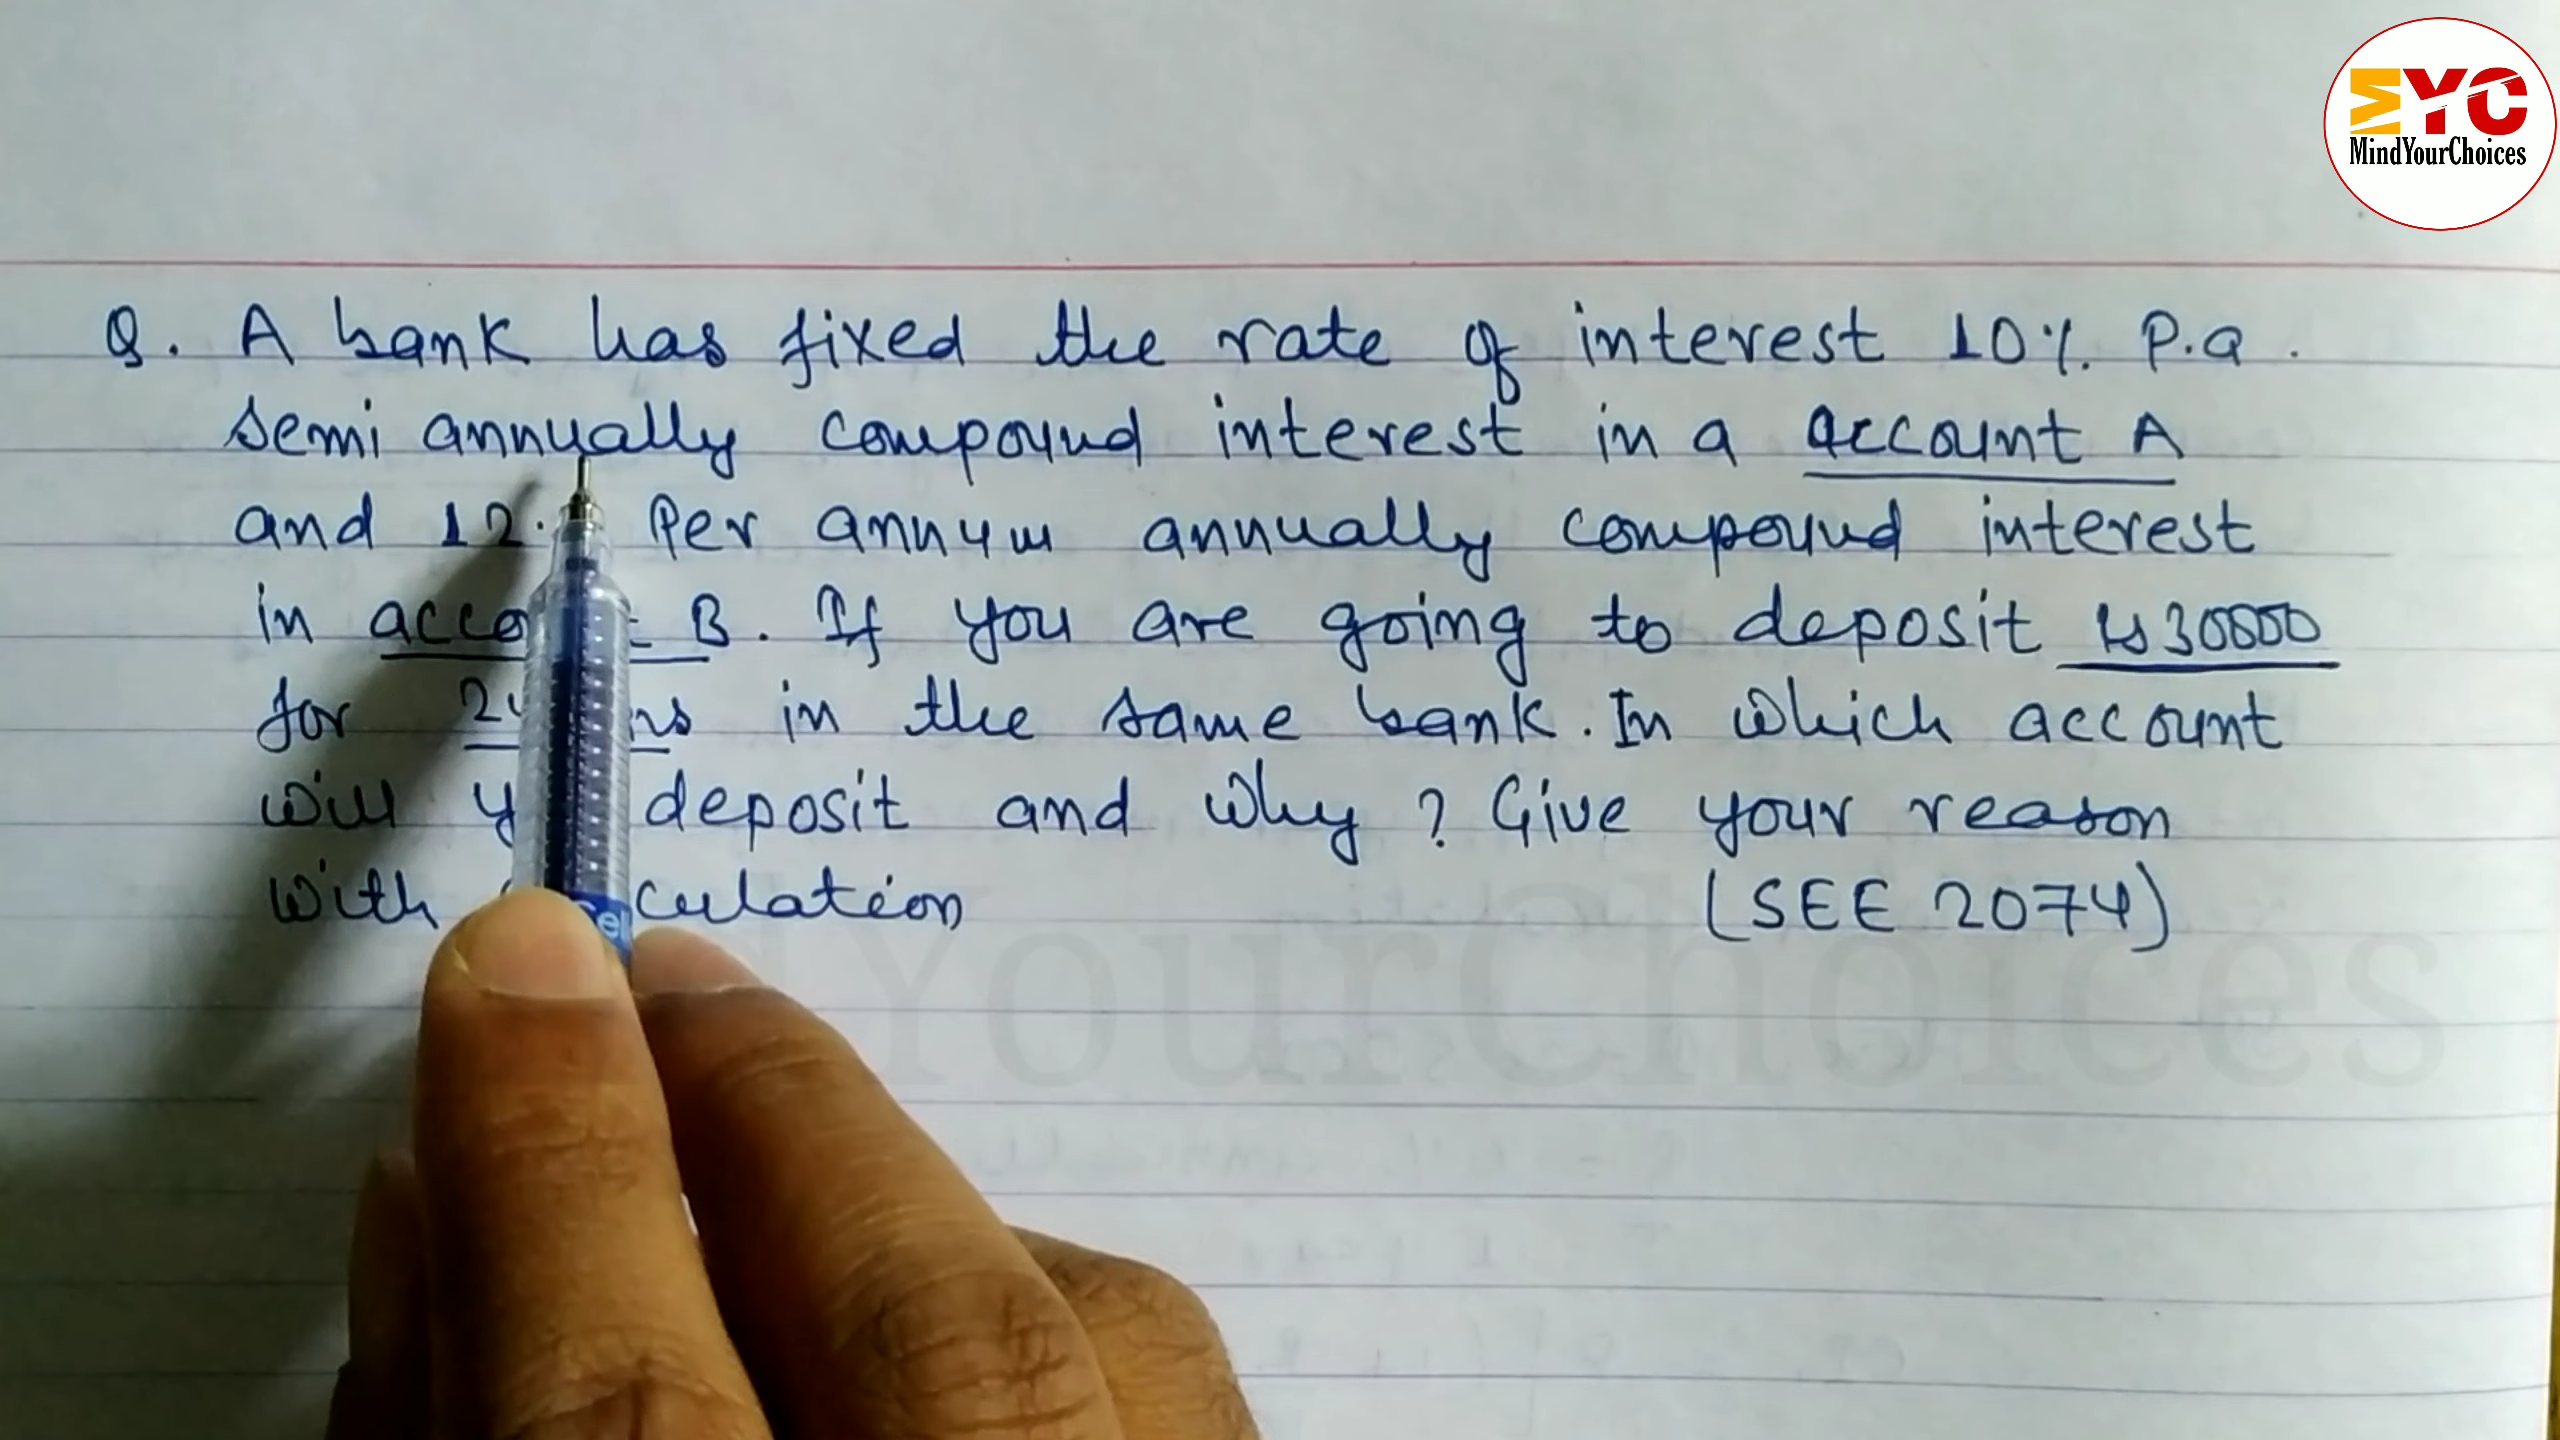 MYC
MindYourChoices
Q. A bank has fixed the rate of interest 10% P.a.
semi annually compound interest in a account A
and 12 Per annum annually compound interest
in B. If you are going to deposit Rs 30000
for in the same bank. In which account
will deposit and why? Give your reason
with (SEE 2074)
YourChoices